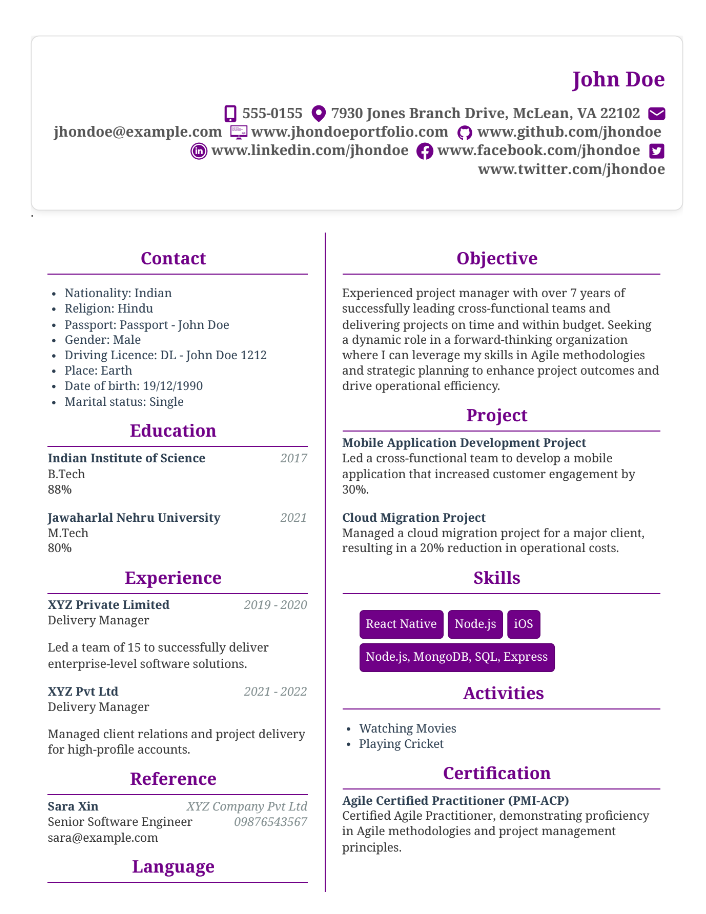 John Doe
555-0155 7930 Jones Branch Drive, McLean, VA 22102
jhondoe@example.com www.jhondoeportfolio.com www.github.com/jhondoe
www.linkedin.com/jhondoe www.facebook.com/jhondoe
www.twitter.com/jhondoe
.
Contact
• Nationality: Indian
• Religion: Hindu
• Passport: Passport - John Doe
• Gender: Male
• Driving Licence: DL - John Doe 1212
• Place: Earth
• Date of birth: 19/12/1990
• Marital status: Single
Education
Indian Institute of Science 2017
B.Tech
88%
Jawaharlal Nehru University 2021
M.Tech
80%
Experience
XYZ Private Limited 2019 - 2020
Delivery Manager
Led a team of 15 to successfully deliver
enterprise-level software solutions.
XYZ Pvt Ltd 2021 - 2022
Delivery Manager
Managed client relations and project delivery
for high-profile accounts.
Reference
Sara Xin XYZ Company Pvt Ltd
Senior Software Engineer 09876543567
sara@example.com
Language
Objective
Experienced project manager with over 7 years of
successfully leading cross-functional teams and
delivering projects on time and within budget. Seeking
a dynamic role in a forward-thinking organization
where I can leverage my skills in Agile methodologies
and strategic planning to enhance project outcomes and
drive operational efficiency.
Project
Mobile Application Development Project
Led a cross-functional team to develop a mobile
application that increased customer engagement by
30%.
Cloud Migration Project
Managed a cloud migration project for a major client,
resulting in a 20% reduction in operational costs.
Skills
React Native Node.js iOS
Node.js, MongoDB, SQL, Express
Activities
• Watching Movies
• Playing Cricket
Certification
Agile Certified Practitioner (PMI-ACP)
Certified Agile Practitioner, demonstrating proficiency
in Agile methodologies and project management
principles.